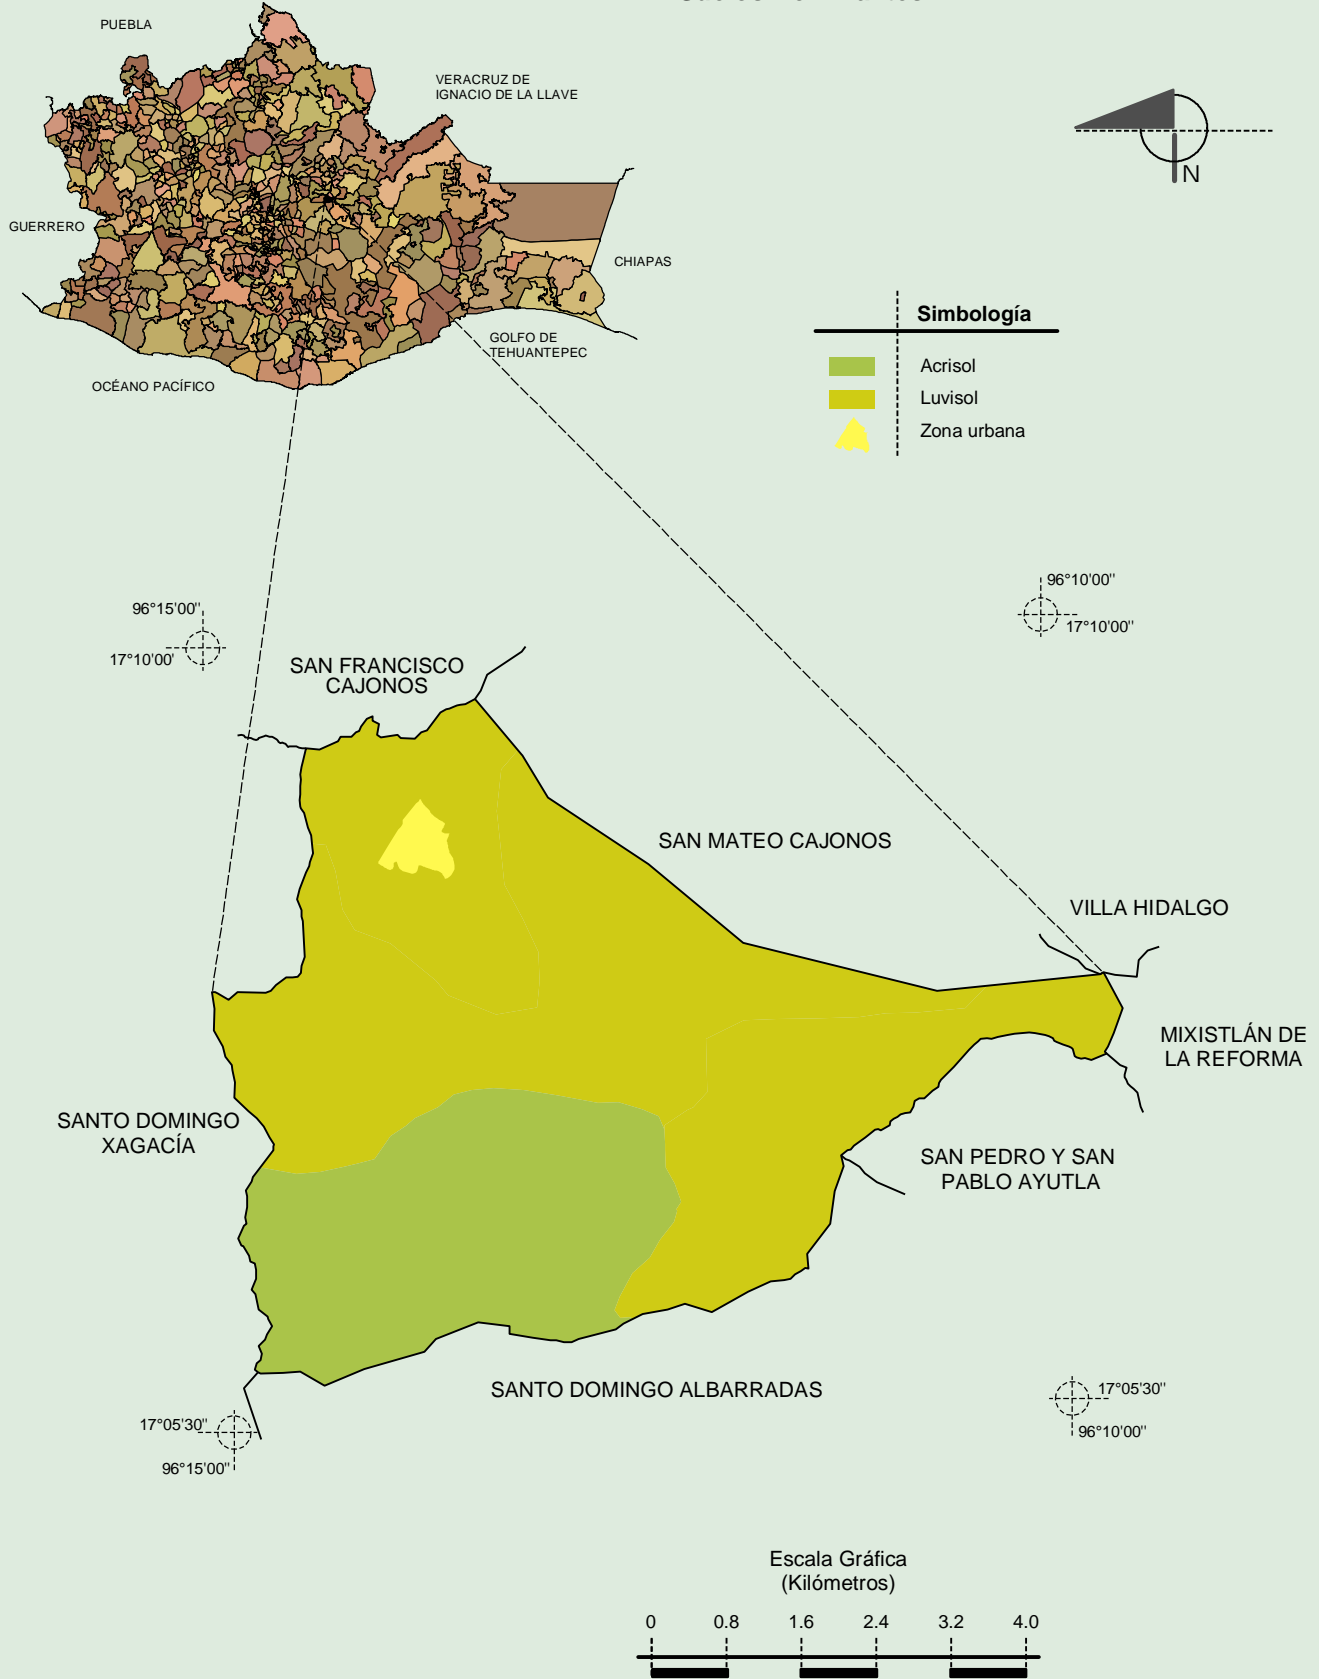 PUEBLA
VERACRUZ DE
IGNACIO DE LA LLAVE
N
GUERRERO
CHIAPAS
GOLFO DE
TEHUANTEPEC
OCÉANO PACÍFICO
Simbología
Acrisol
Luvisol
Zona urbana
96°15'00"
17°10'00'
96°10'00"
17°10'00"
SAN FRANCISCO
CAJONOS
SAN MATEO CAJONOS
VILLA HIDALGO
MIXISTLÁN DE
LA REFORMA
SANTO DOMINGO
XAGACÍA
SAN PEDRO Y SAN
PABLO AYUTLA
SANTO DOMINGO ALBARRADAS
17°05'30"
96°15'00"
17°05'30"
96°10'00"
Escala Gráfica
(Kilómetros)
0 0.8 1.6 2.4 3.2 4.0